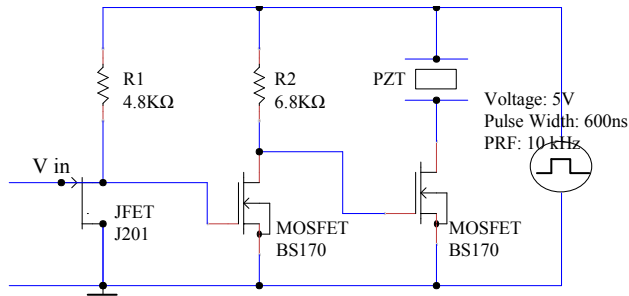 R1
4.8KΩ
R2
6.8KΩ
PZT
Voltage: 5V
Pulse Width: 600ns
PRF: 10 kHz
V in
JFET
J201
MOSFET
BS170
MOSFET
BS170